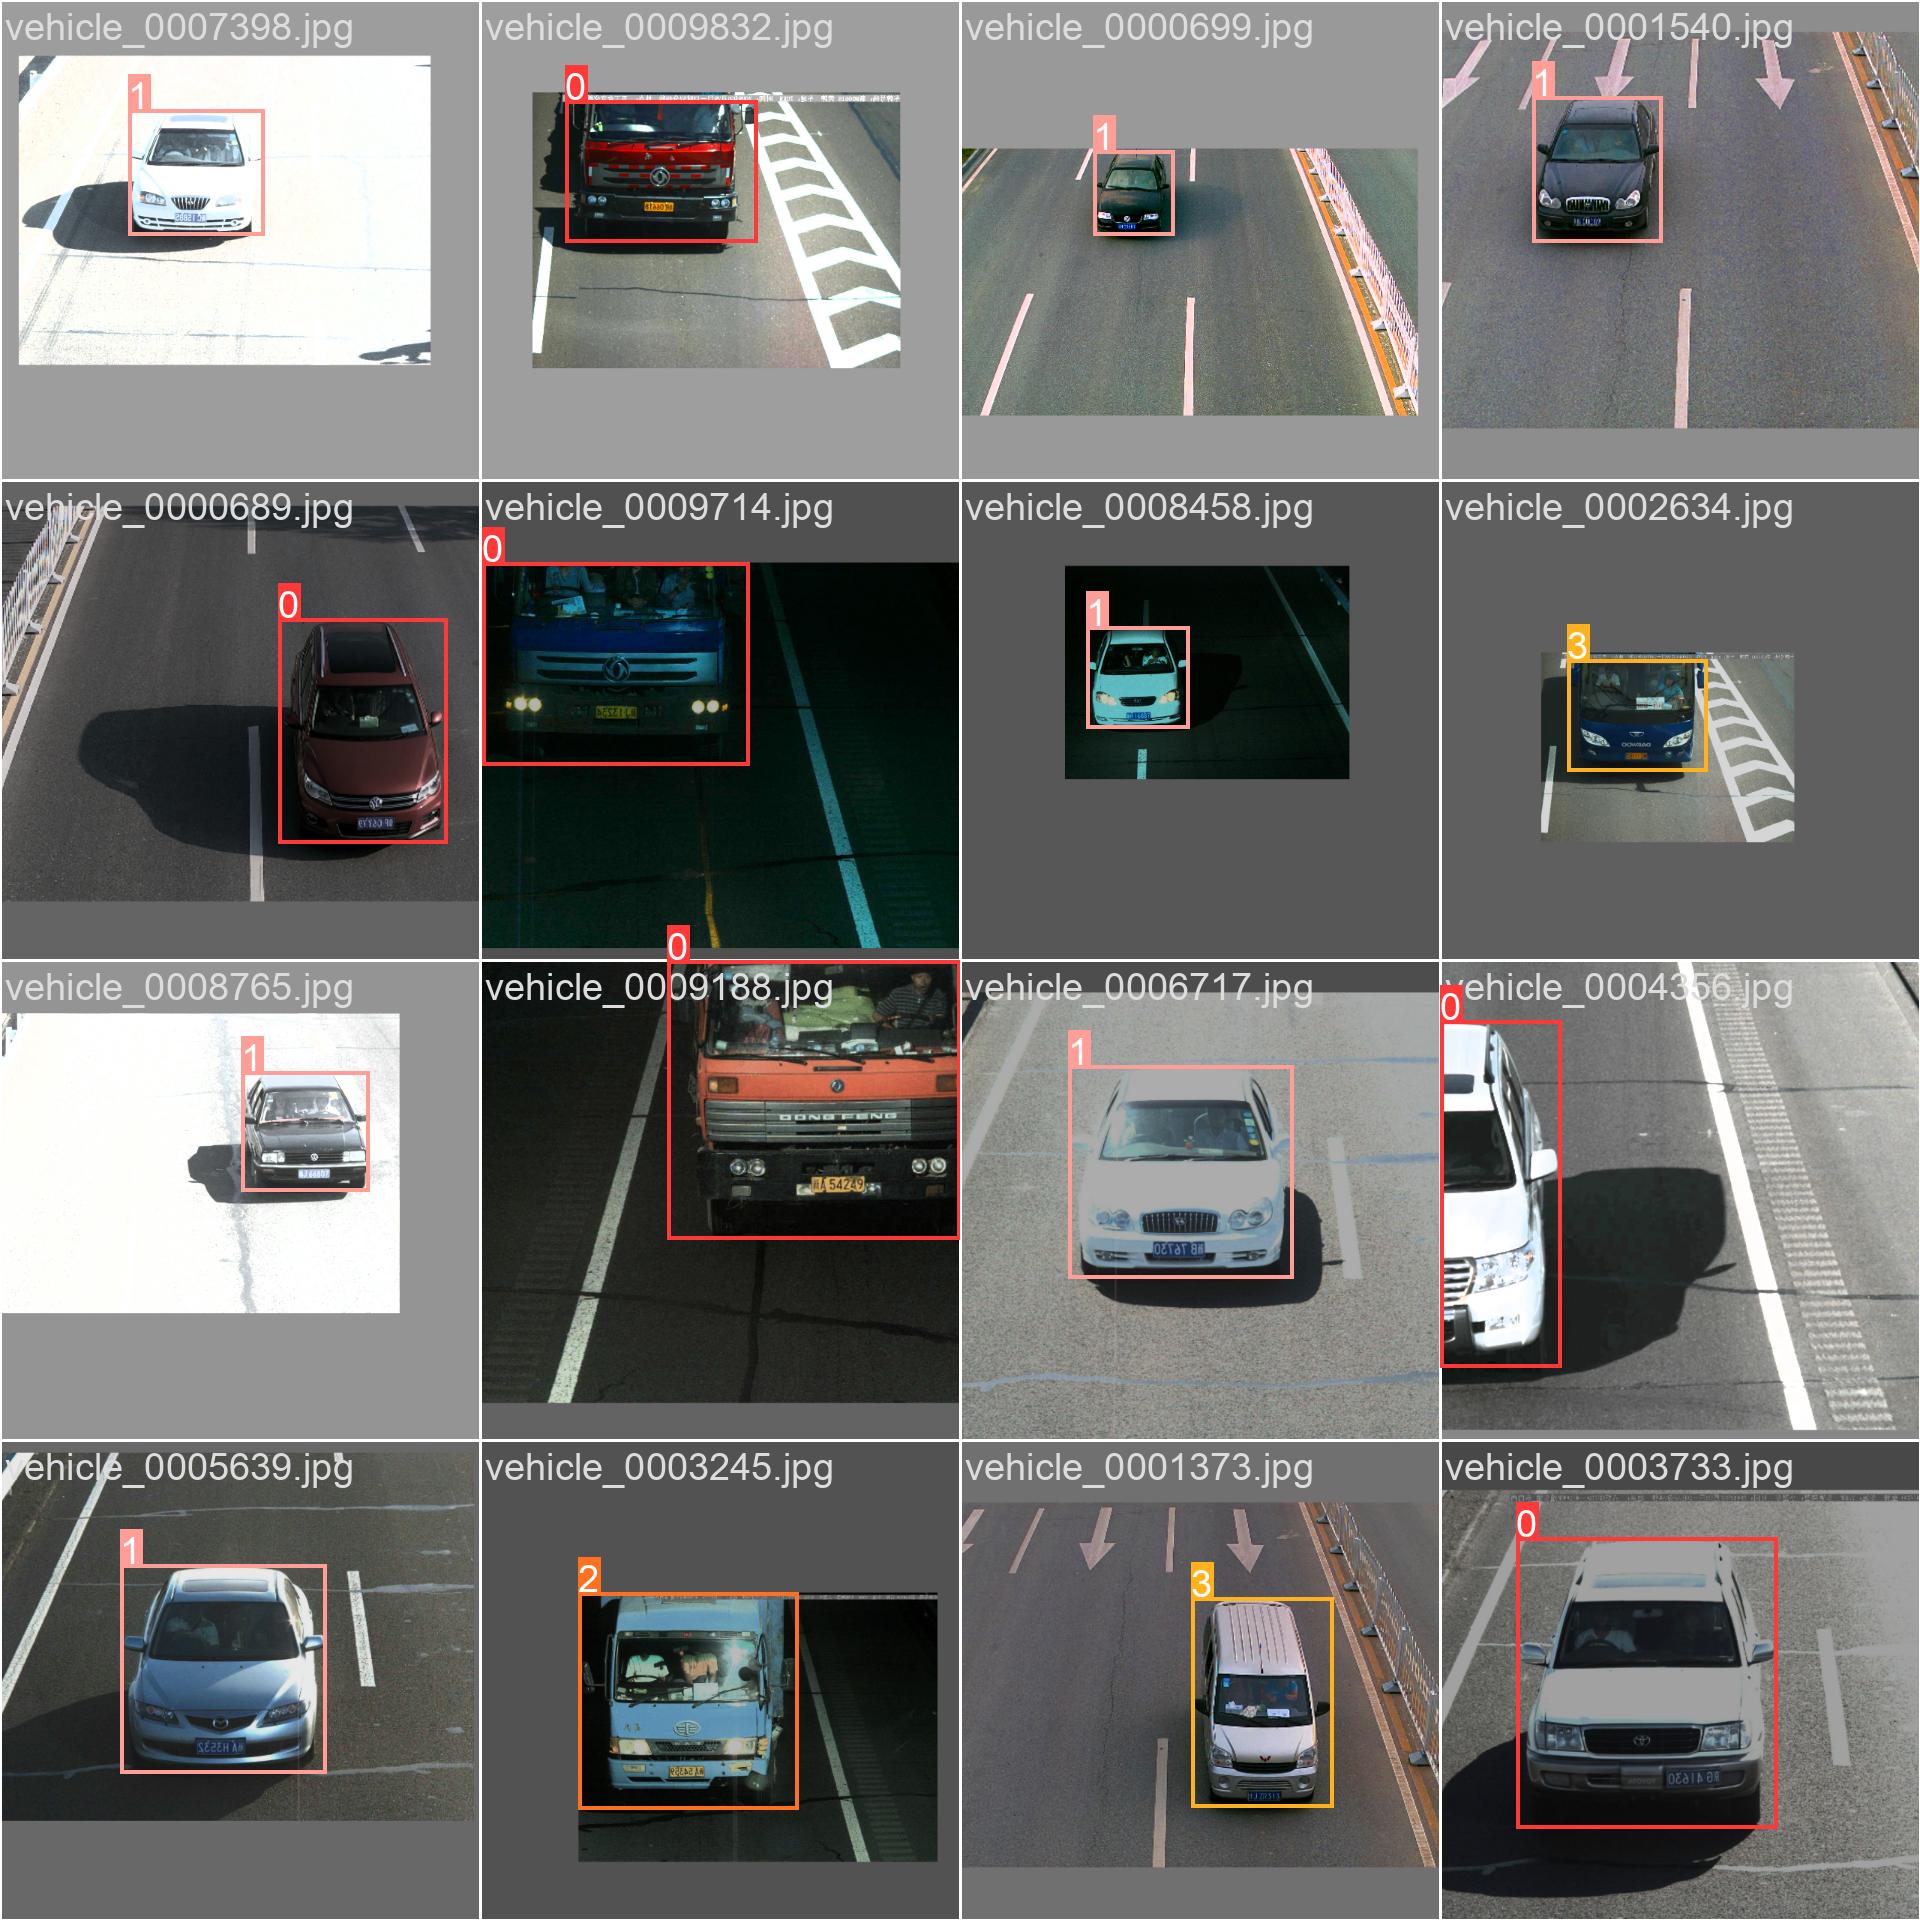 vehicle_0007398.jpg
vehicle_0009832.jpg
vehicle_0000699.jpg
vehicle_0001540.jpg
1
0
1
1
vehicle_0000689.jpg
vehicle_0009714.jpg
vehicle_0008458.jpg
vehicle_0002634.jpg
0
0
1
3
vehicle_0008765.jpg
vehicle_0009188.jpg
vehicle_0006717.jpg
vehicle_0004356.jpg
1
0
1
0
DONG FENG
A 54249
vehicle_0005639.jpg
vehicle_0003245.jpg
vehicle_0001373.jpg
vehicle_0003733.jpg
1
2
3
0